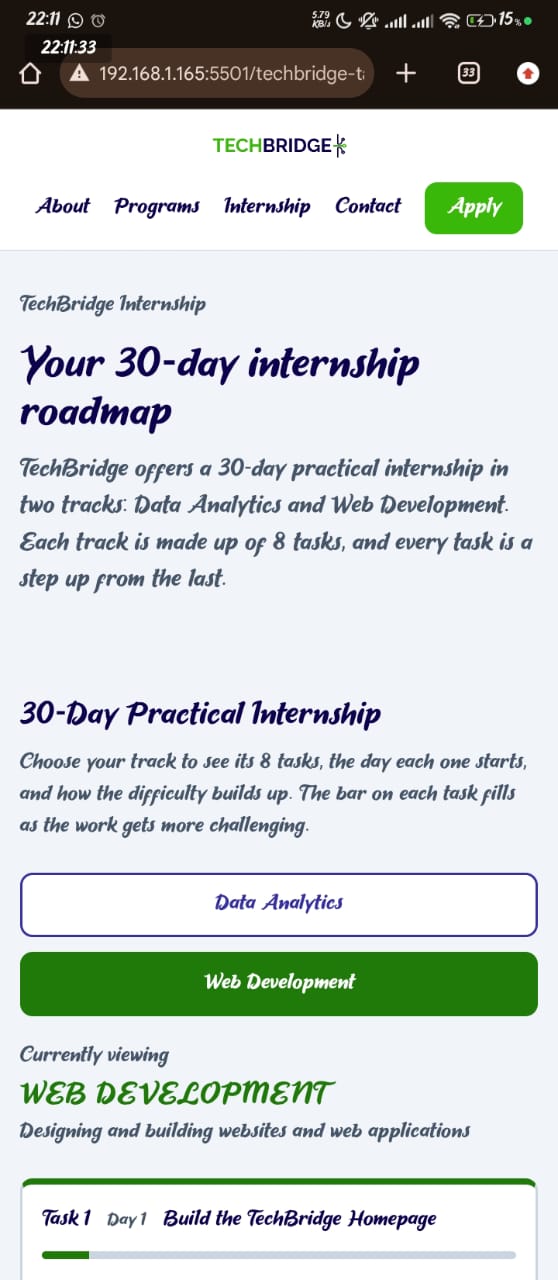 22:11
5.79
KB/s
15%
22:11:33
192.168.1.165:5501/techbridge-t
33
TECHBRIDGE
About Programs Internship Contact Apply
TechBridge Internship
Your 30-day internship
roadmap
TechBridge offers a 30-day practical internship in
two tracks: Data Analytics and Web Development.
Each track is made up of 8 tasks, and every task is a
step up from the last.
30-Day Practical Internship
Choose your track to see its 8 tasks, the day each one starts,
and how the difficulty builds up. The bar on each task fills
as the work gets more challenging.
Data Analytics
Web Development
Currently viewing
WEB DEVELOPMENT
Designing and building websites and web applications
Task 1 Day 1 Build the TechBridge Homepage